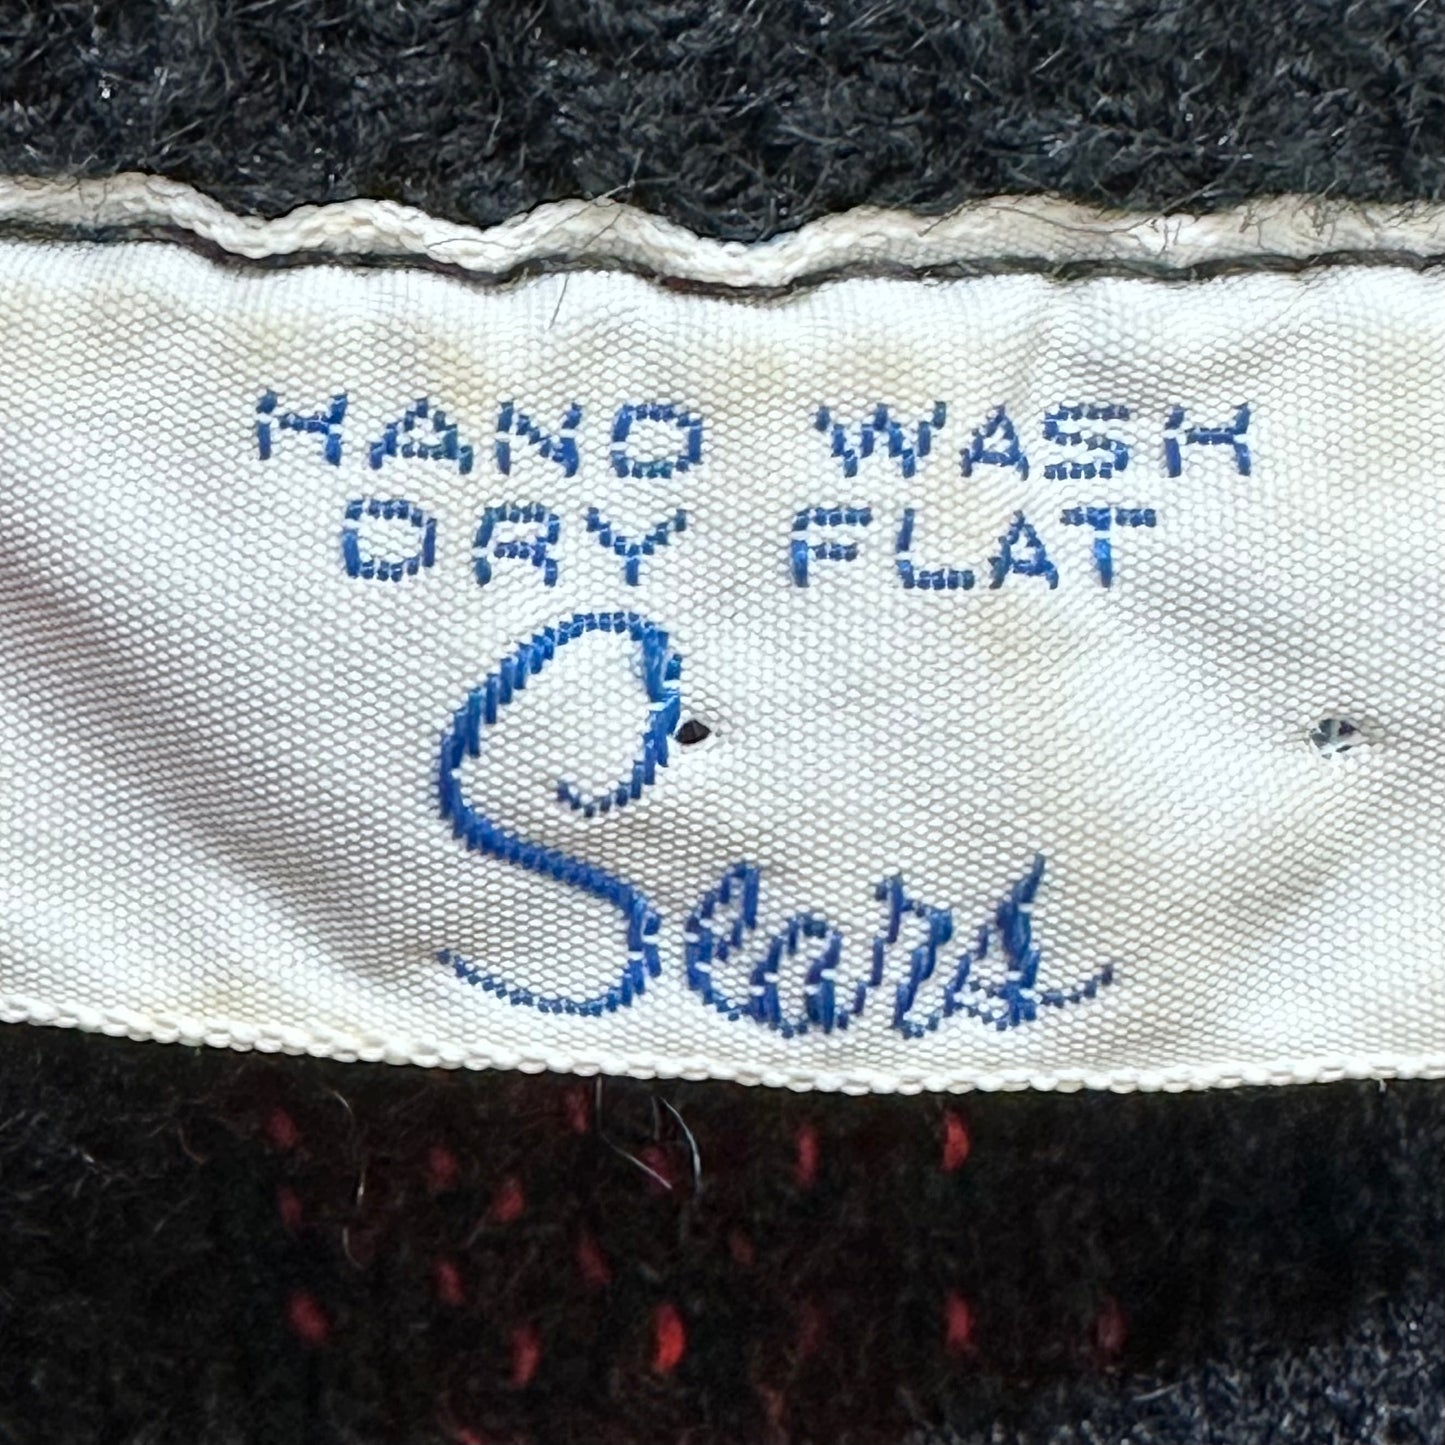 HAND WASH
DRY FLAT
Sears